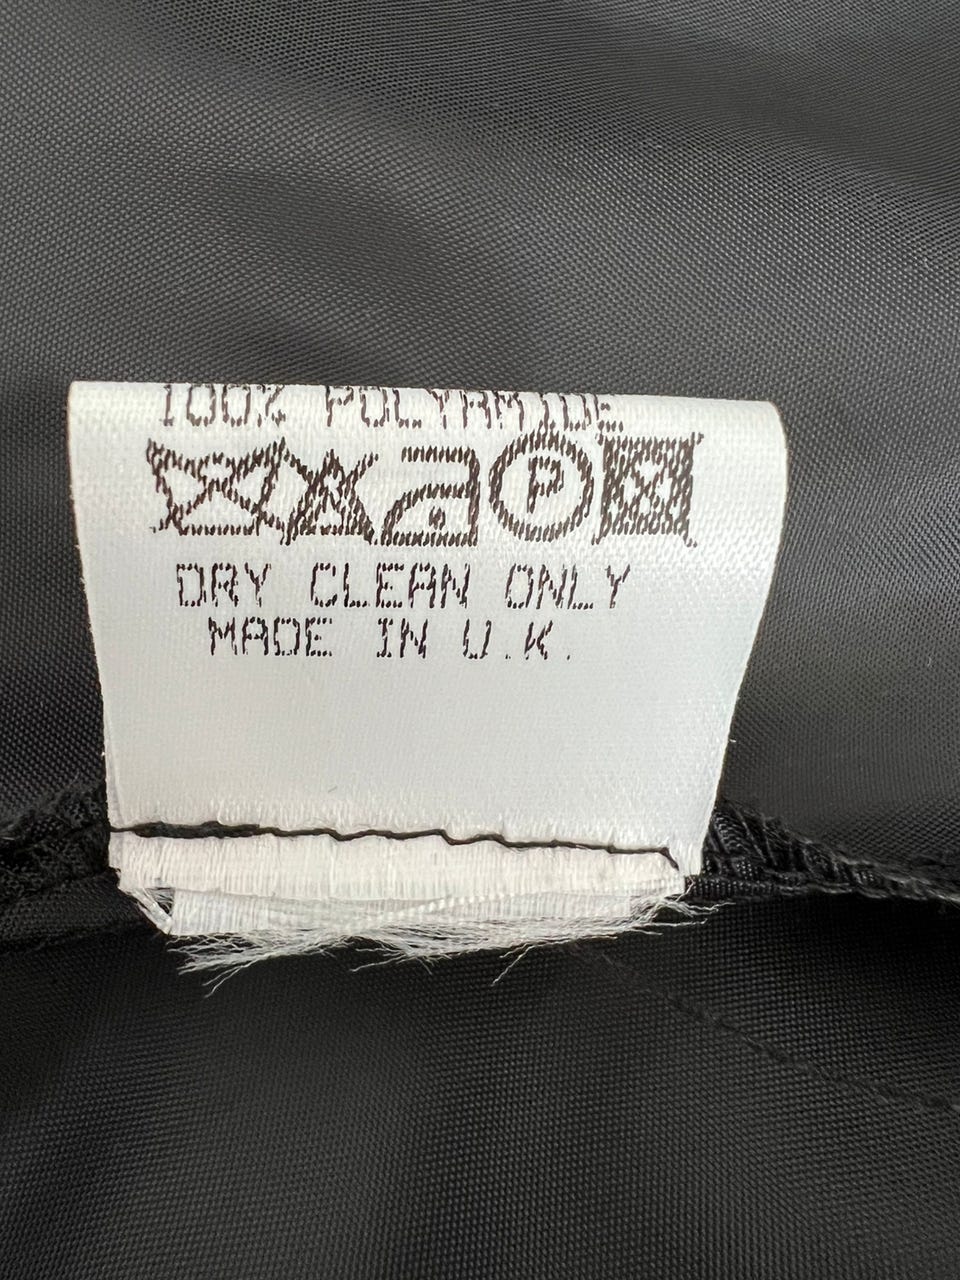 100% POLYAMIDE
P
DRY CLEAN ONLY
MADE IN U.K.